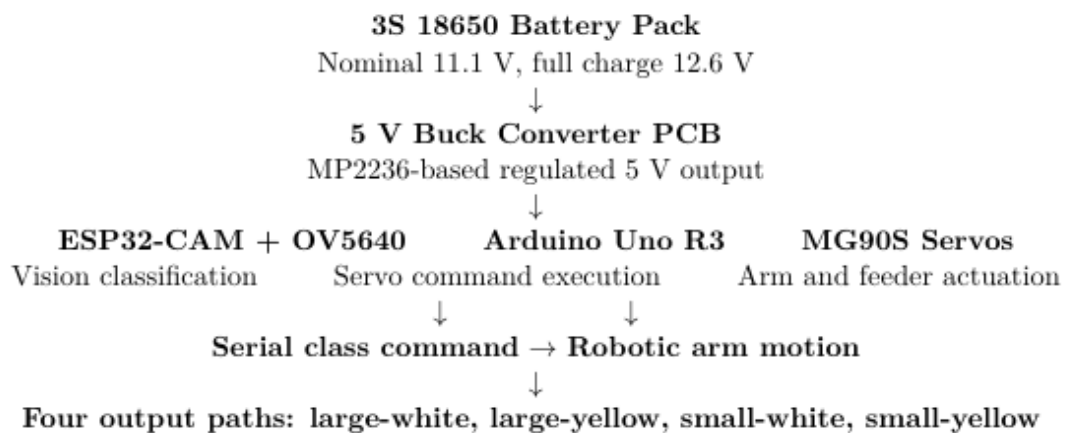 3S 18650 Battery Pack
Nominal 11.1 V, full charge 12.6 V
↓
5 V Buck Converter PCB
MP2236-based regulated 5 V output
↓
ESP32-CAM + OV5640 Arduino Uno R3 MG90S Servos
Vision classification Servo command execution Arm and feeder actuation
↓ ↓
Serial class command → Robotic arm motion
↓
Four output paths: large-white, large-yellow, small-white, small-yellow